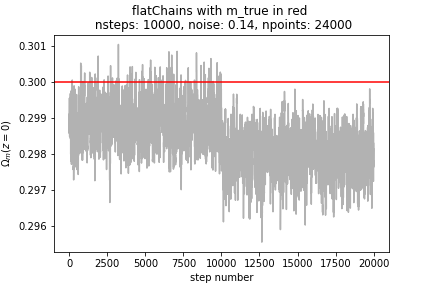 flatChains with m_true in red
nsteps: 10000, noise: 0.14, npoints: 24000
0.301
0.300
0.299
0.298
0.297
0.296
Ωm(z = 0)
0 2500 5000 7500 10000 12500 15000 17500 20000
step number